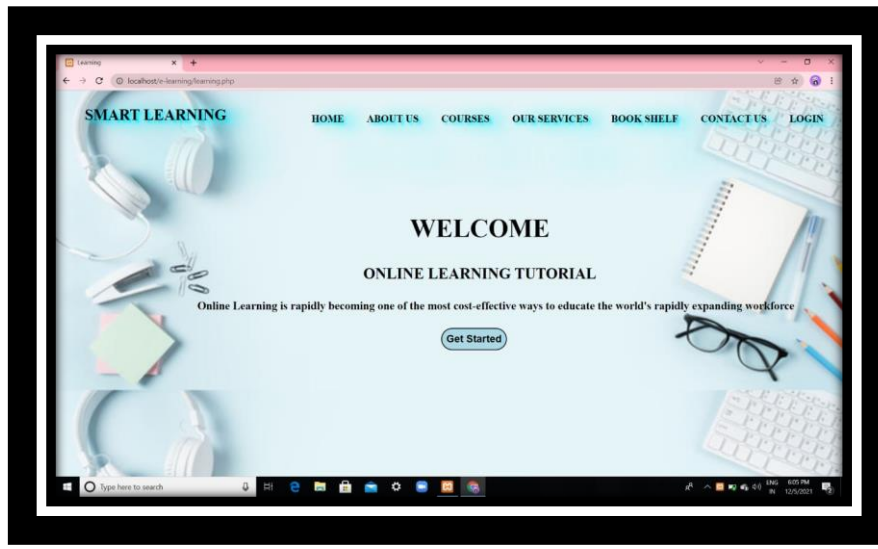 Learning
localhost/e-learning/learning.php
SMART LEARNING
HOME ABOUT US COURSES OUR SERVICES BOOK SHELF CONTACT US LOGIN
WELCOME
ONLINE LEARNING TUTORIAL
Online Learning is rapidly becoming one of the most cost-effective ways to educate the world's rapidly expanding workforce
Get Started
Type here to search
ENG 6:05 PM
IN 12/5/2021